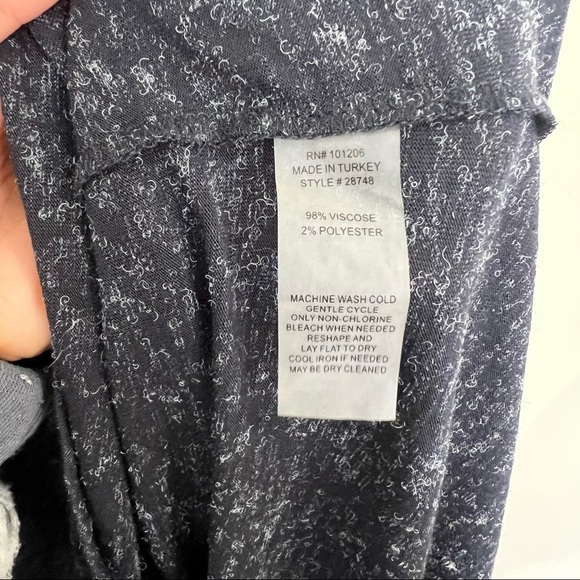 RN# 101206
MADE IN TURKEY
STYLE # 28748
98% VISCOSE
2% POLYESTER
MACHINE WASH COLD
GENTLE CYCLE
ONLY NON-CHLORINE
BLEACH WHEN NEEDED
RESHAPE AND
LAY FLAT TO DRY
COOL IRON IF NEEDED
MAY BE DRY CLEANED